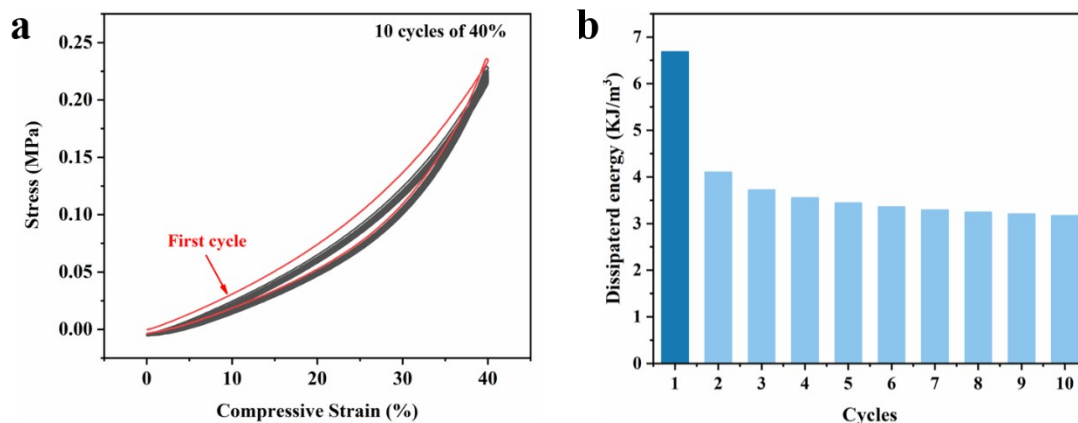 a
10 cycles of 40%
Stress (MPa)
0.25
0.20
0.15
0.10
0.05
0.00
First cycle
0 10 20 30 40
Compressive Strain (%)
b
Dissipaterd energy (KJ/m³)
7
6
5
4
3
2
1
0
1 2 3 4 5 6 7 8 9 10
Cycles